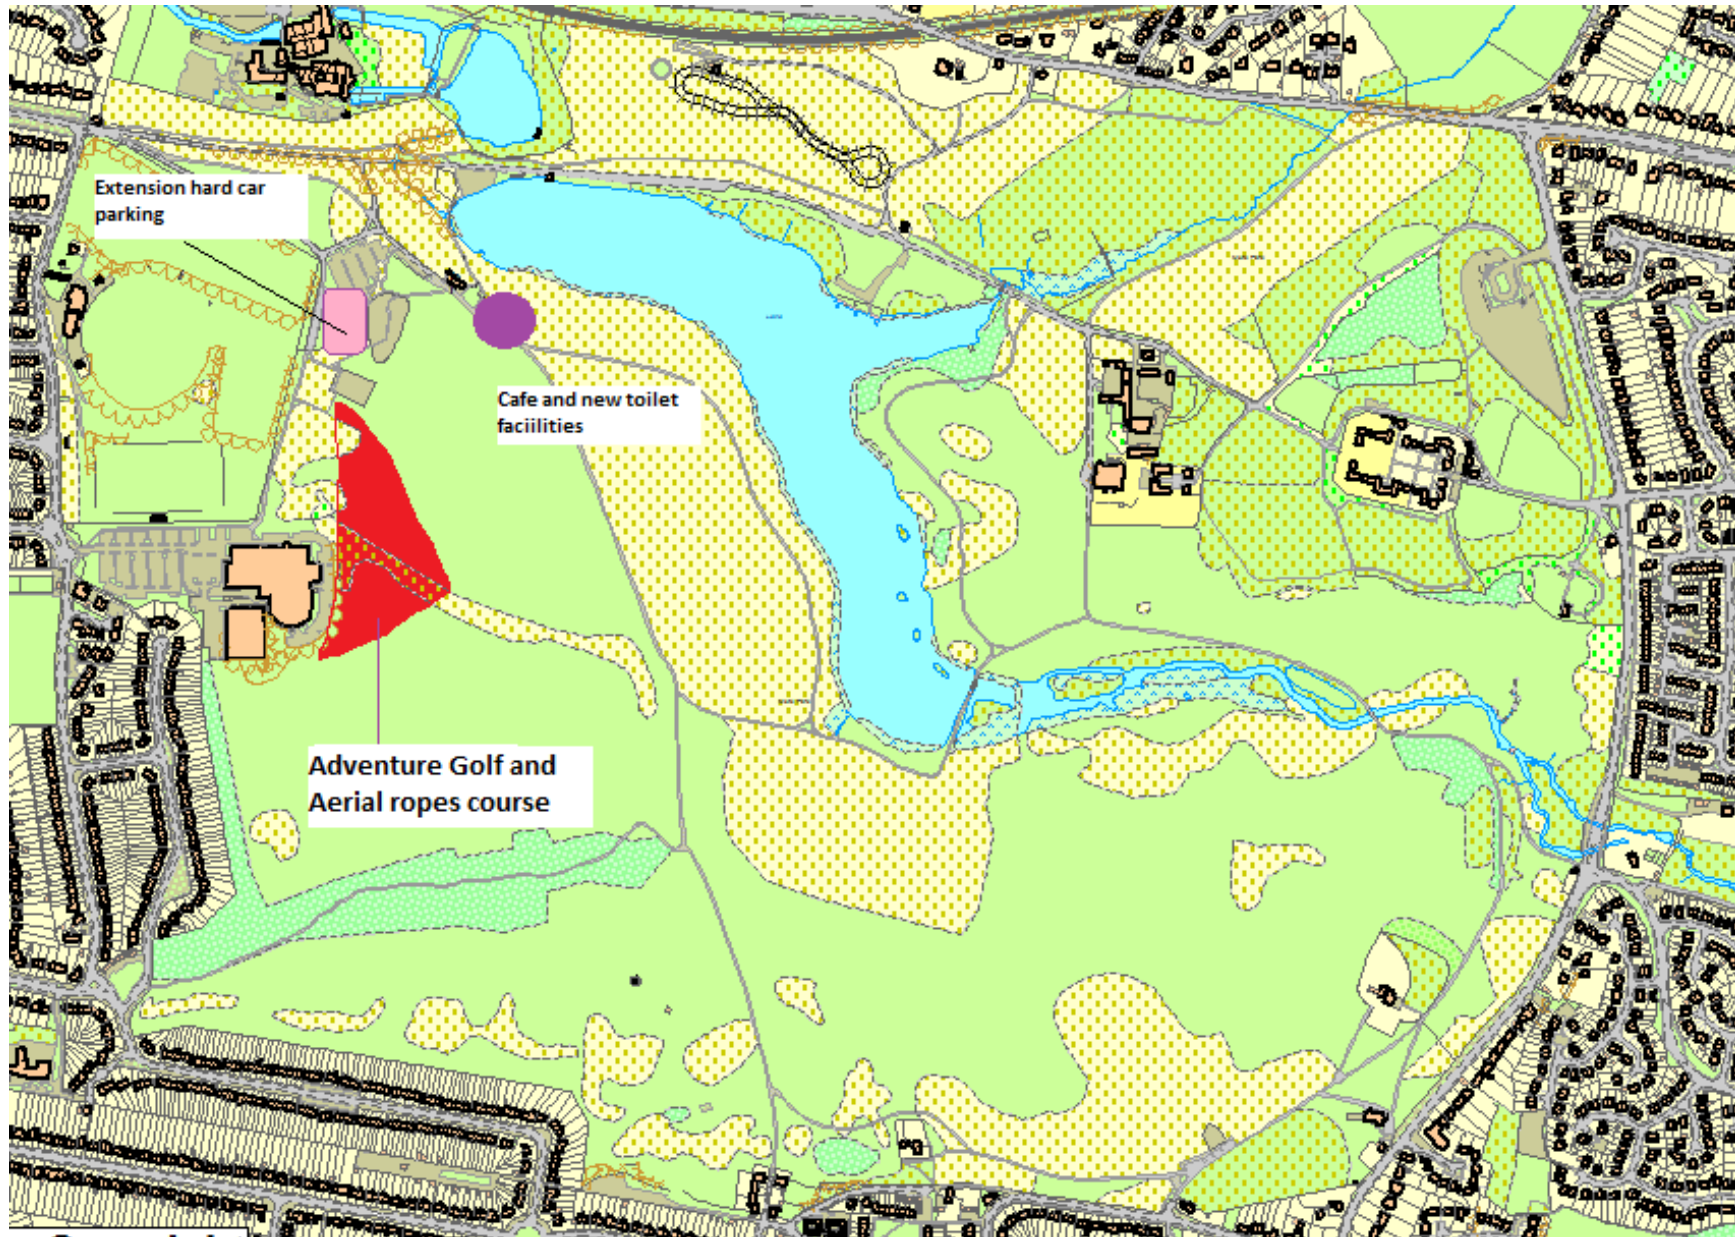 Extension hard car
parking
Cafe and new toilet
faciilities
Adventure Golf and
Aerial ropes course